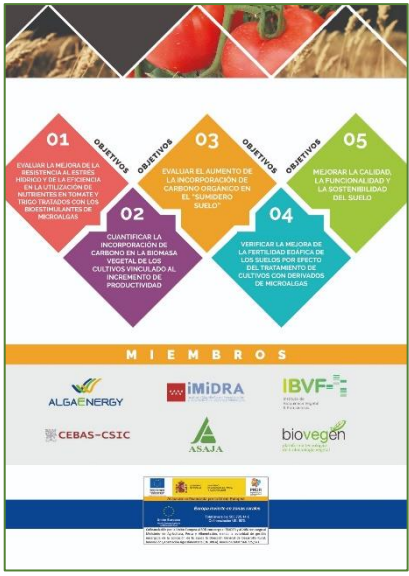 01
OBJETIVOS
EVALUAR LA MEJORA DE LA
RESISTENCIA AL ESTRÉS
HÍDRICO Y DE LA EFICIENCIA
EN LA UTILIZACIÓN DE
NUTRIENTES EN TOMATE Y
TRIGO TRATADOS CON LOS
BIOESTIMULANTES DE
MICROALGAS
02
OBJETIVOS
CUANTIFICAR LA
INCORPORACIÓN DE
CARBONO EN LA BIOMASA
VEGETAL DE LOS
CULTIVOS VINCULADO AL
INCREMENTO DE
PRODUCTIVIDAD
03
OBJETIVOS
EVALUAR EL AUMENTO DE
LA INCORPORACIÓN DE
CARBONO ORGÁNICO EN
EL "SUMIDERO
SUELO"
04
OBJETIVOS
VERIFICAR LA MEJORA DE
LA FERTILIDAD EDÁFICA DE
LOS SUELOS POR EFECTO
DEL TRATAMIENTO DE
CULTIVOS CON DERIVADOS
DE MICROALGAS
05
MEJORAR LA CALIDAD,
LA FUNCIONALIDAD Y
LA SOSTENIBILIDAD
DEL SUELO
MIEMBROS
ALGAENERGY
iMiDRA
IBVF
CEBAS-CSIC
ASAJA
biovegen
Europa invierte en zonas rurales